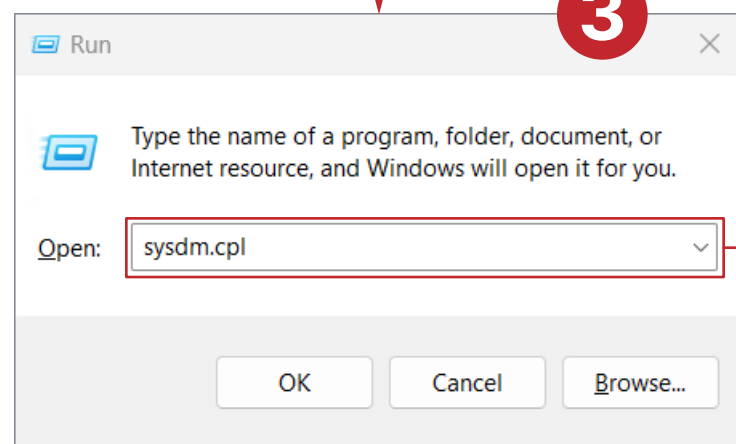 3
Run
Type the name of a program, folder, document, or
Internet resource, and Windows will open it for you.
Open: sysdm.cpl
OK Cancel Browse...